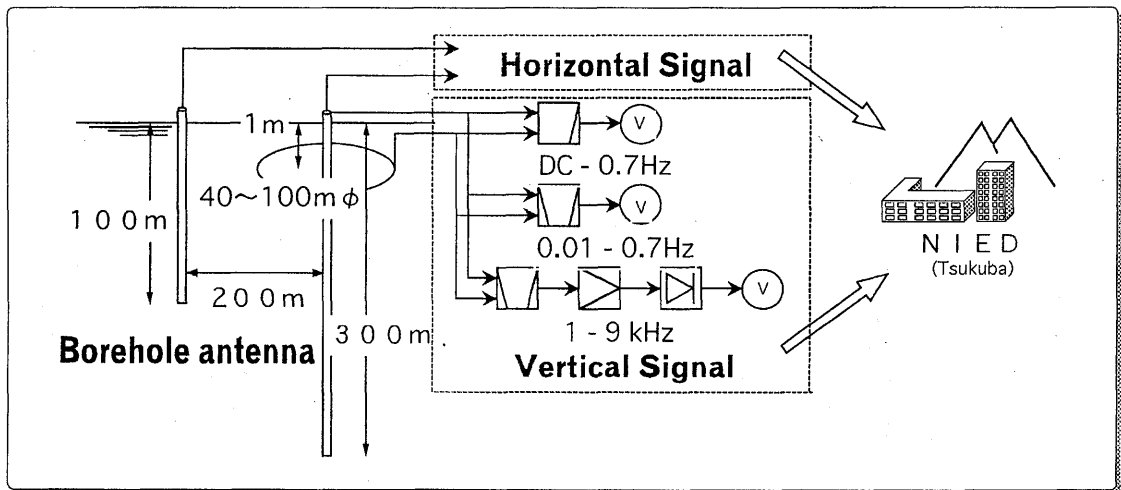 Horizontal Signal
1m
V
DC - 0.7Hz
40~100mφ
100m
V
0.01 - 0.7Hz
200m
V
300m
1 - 9 kHz
Borehole antenna
Vertical Signal
NIED
(Tsukuba)